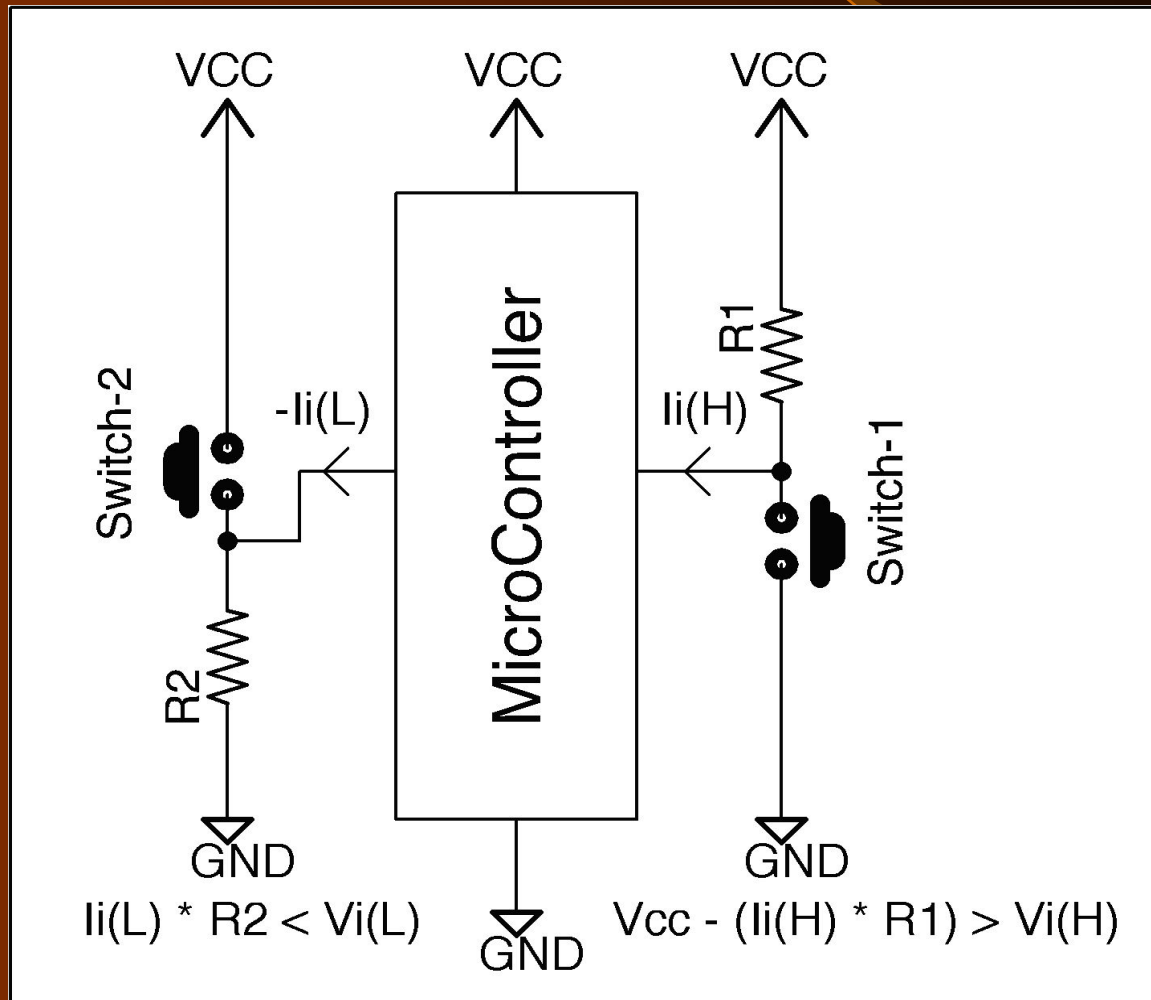 VCC
VCC
VCC
R1
Switch-2
-Ii(L)
MicroController
Ii(H)
Switch-1
R2
GND
GND
Ii(L) * R2 < Vi(L)
Vcc - (Ii(H) * R1) > Vi(H)
GND